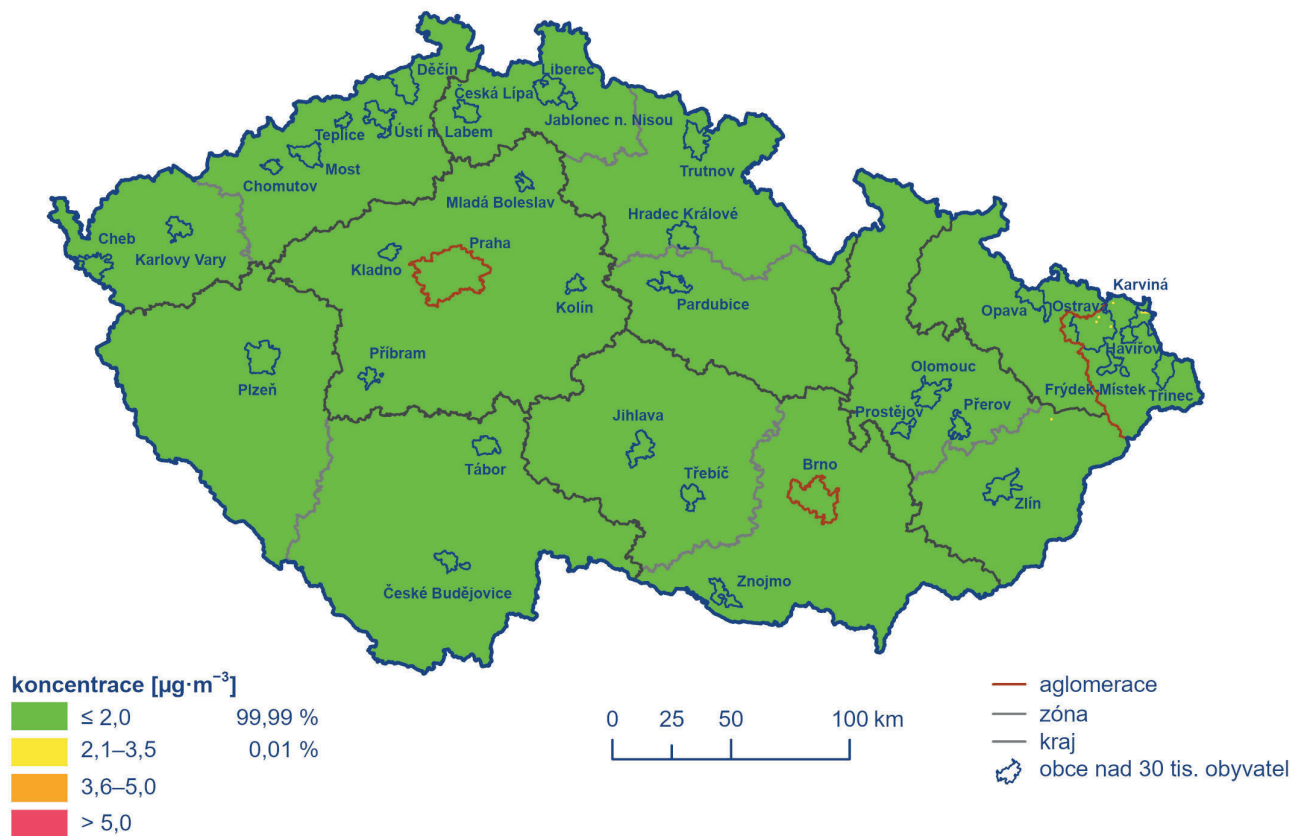 Děčín
Liberec
Česká Lípa
Jablonec n. Nisou
Teplice
Ústí n. Labem
Most
Chomutov
Trutnov
Mladá Boleslav
Hradec Králové
Cheb
Karlovy Vary
Praha
Kladno
Kolín
Pardubice
Karviná
Opava
Ostrava
Havířov
Příbram
Plzeň
Olomouc
Frýdek-Místek
Třinec
Prostějov
Přerov
Jihlava
Tábor
Třebíč
Brno
Zlín
České Budějovice
Znojmo
koncentrace [µg·m⁻³]
≤ 2,0 99,99 %
2,1–3,5 0,01 %
3,6–5,0
> 5,0
0 25 50 100 km
aglomerace
zóna
kraj
obce nad 30 tis. obyvatel